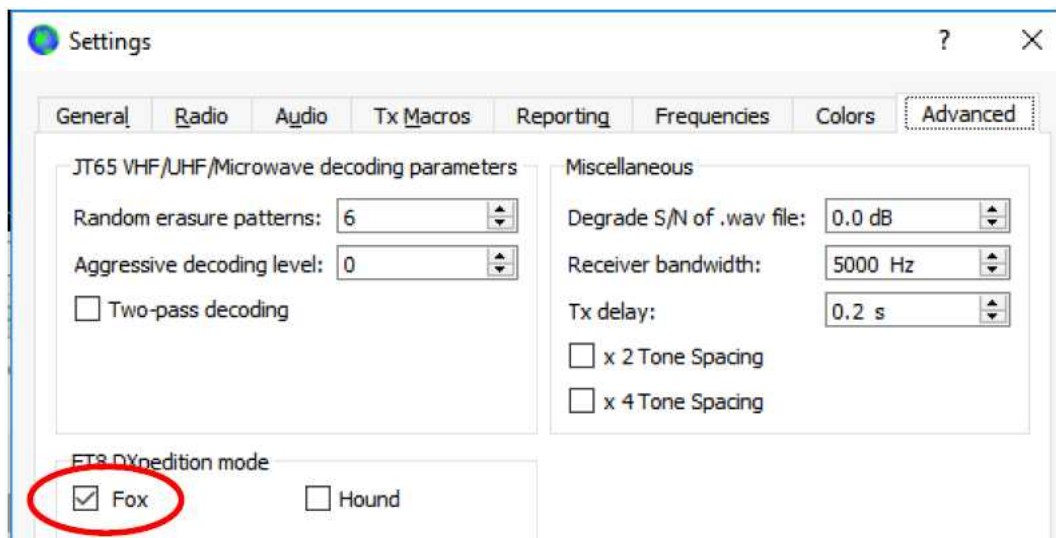 Settings
?
General Radio Audio Tx Macros Reporting Frequencies Colors Advanced
JT65 VHF/UHF/Microwave decoding parameters
Random erasure patterns: 6
Aggressive decoding level: 0
Two-pass decoding
Miscellaneous
Degrade S/N of .wav file: 0.0 dB
Receiver bandwidth: 5000 Hz
Tx delay: 0.2 s
x 2 Tone Spacing
x 4 Tone Spacing
FT8 DXpedition mode
Fox Hound